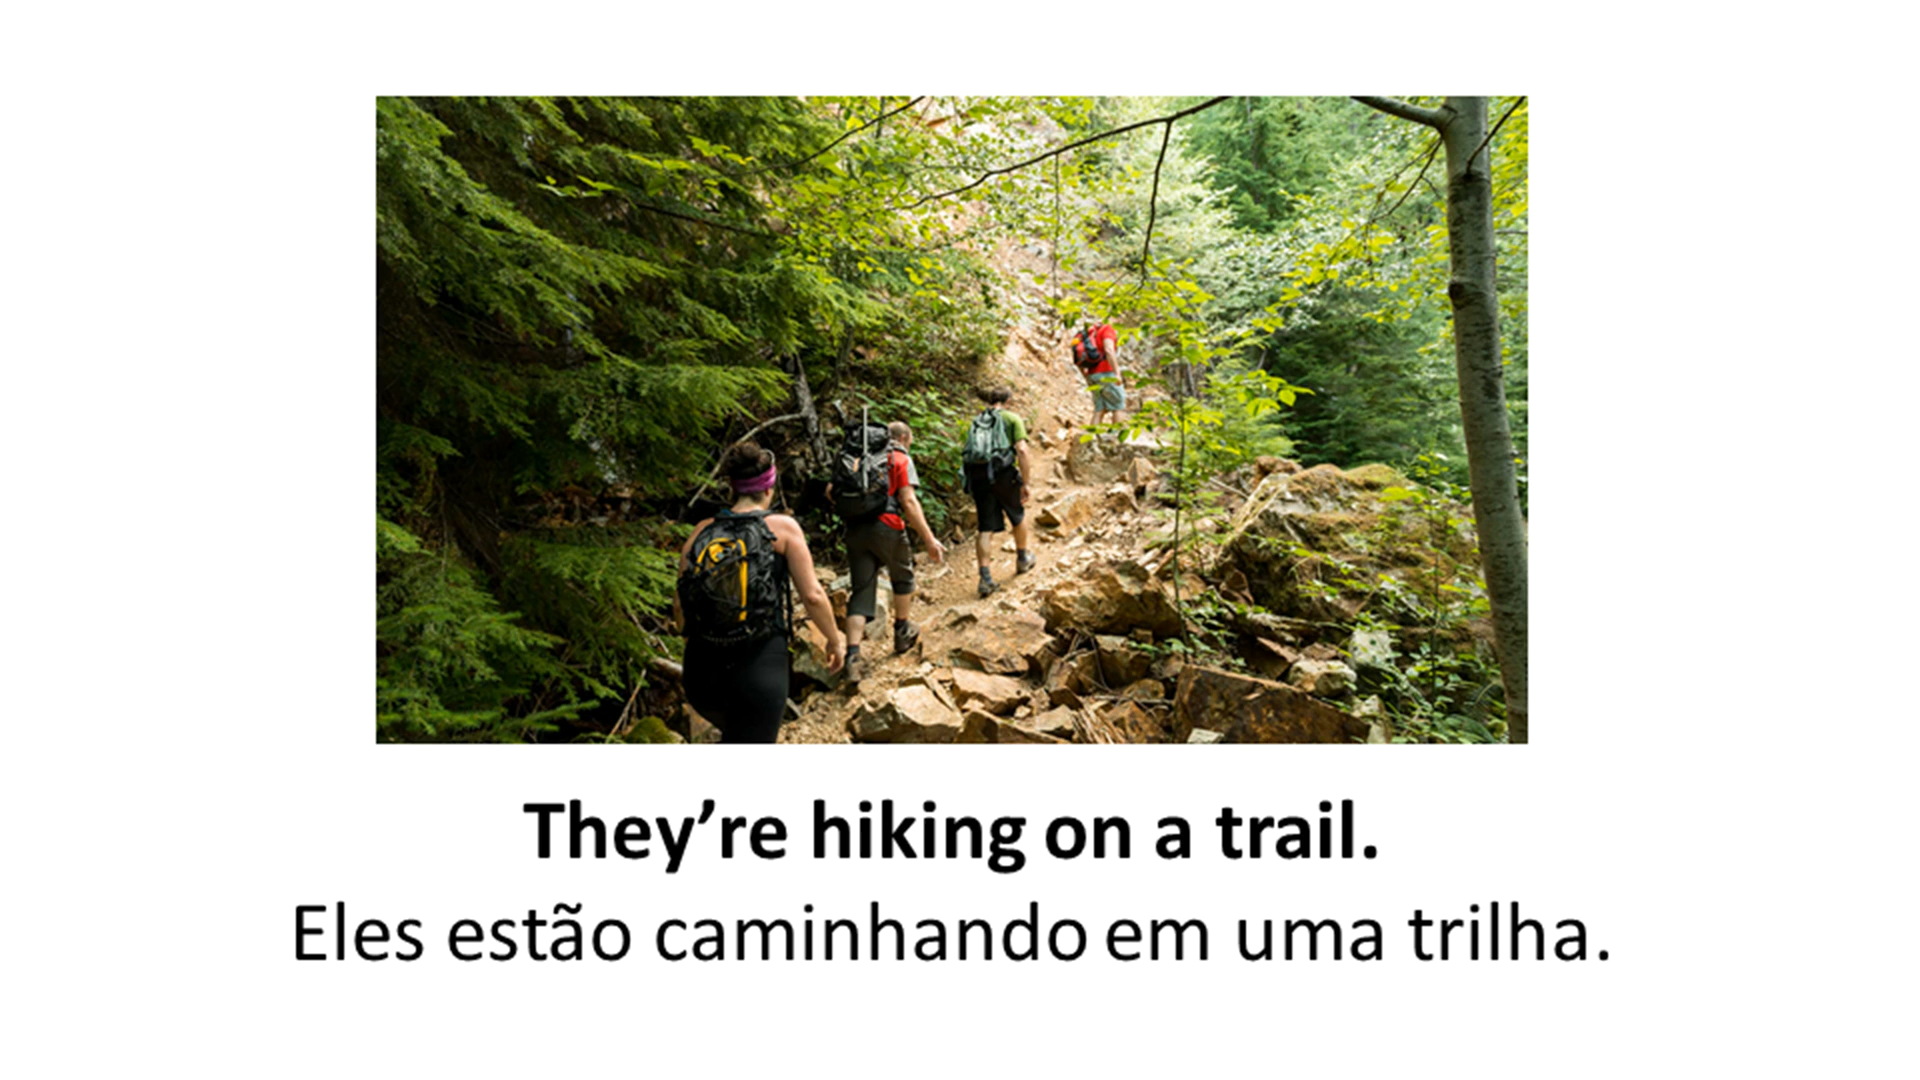 They’re hiking on a trail.
Eles estão caminhando em uma trilha.